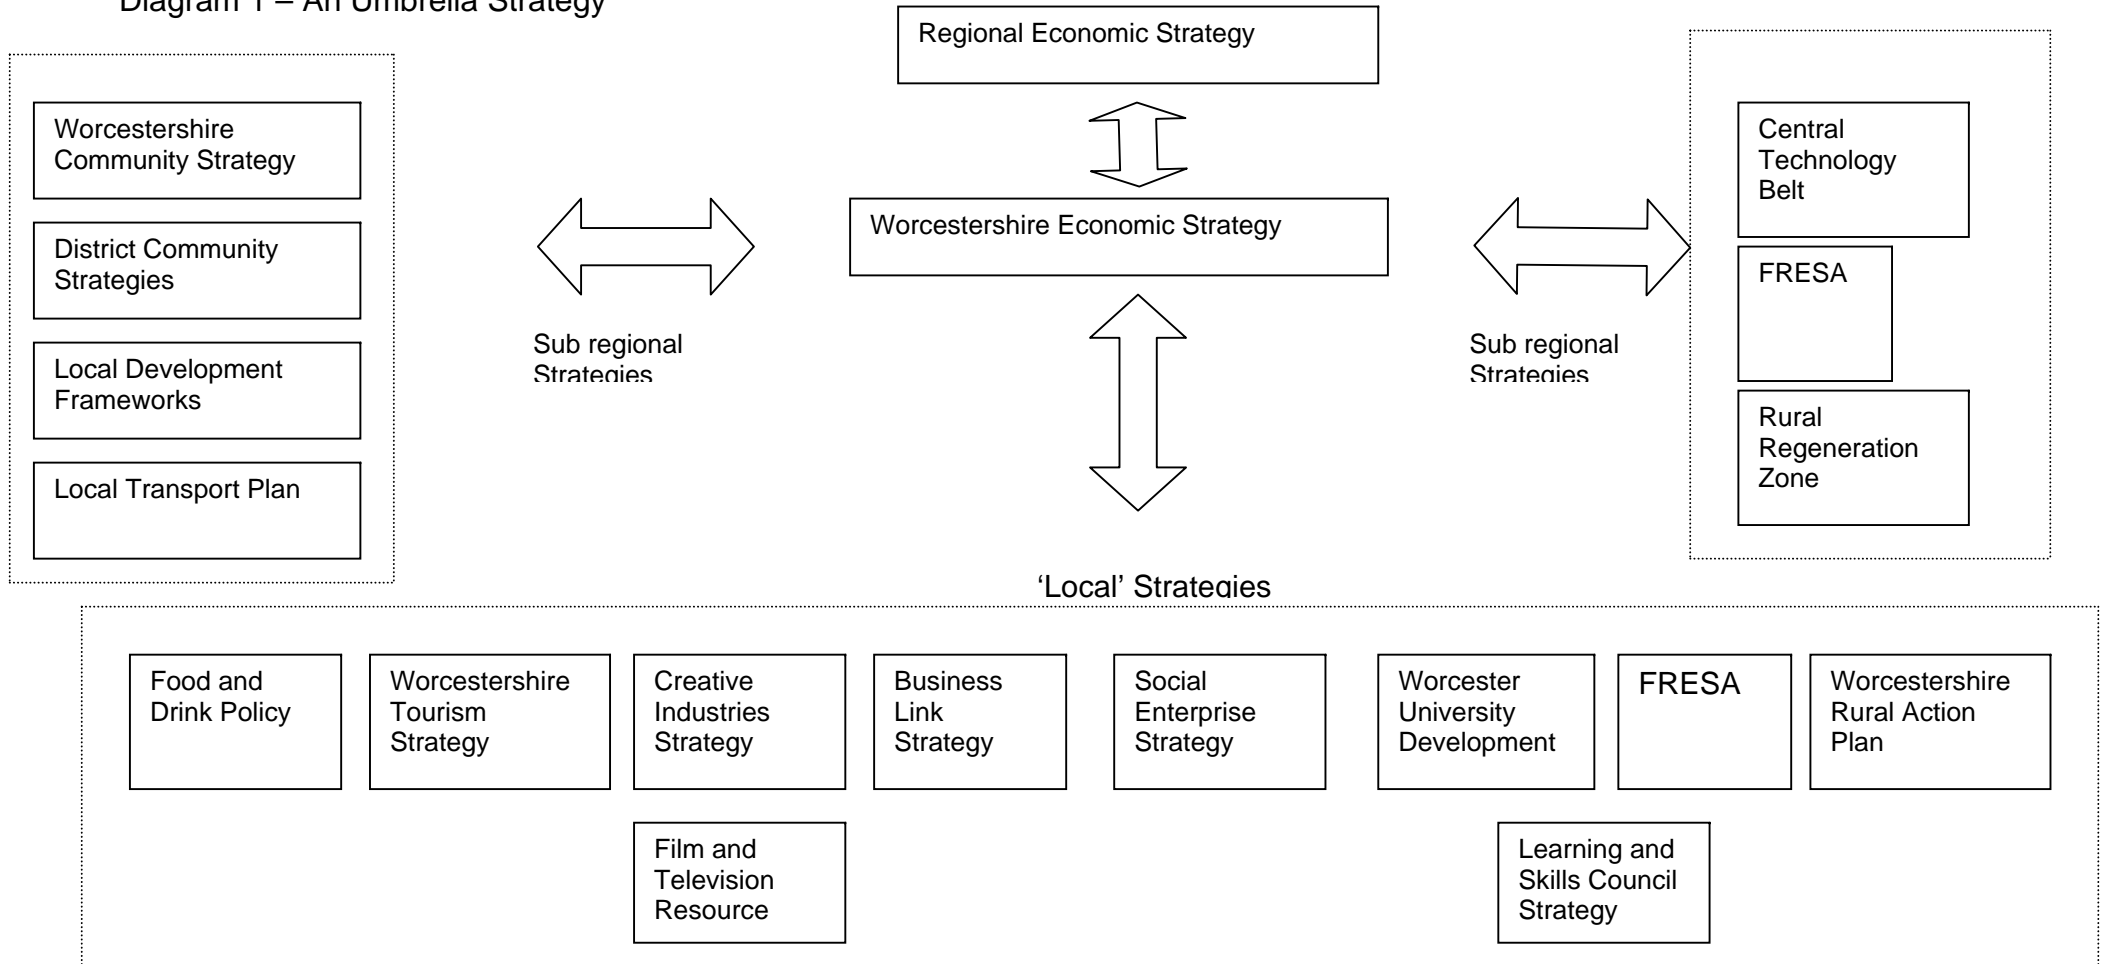 Diagram 1 – An Umbrella Strategy
Regional Economic Strategy
Worcestershire
Community Strategy
District Community
Strategies
Local Development
Frameworks
Local Transport Plan
Sub regional
Strategies
Worcestershire Economic Strategy
Sub regional
Strategies
Central
Technology
Belt
FRESA
Rural
Regeneration
Zone
‘Local’ Strategies
Food and
Drink Policy
Worcestershire
Tourism
Strategy
Creative
Industries
Strategy
Business
Link
Strategy
Social
Enterprise
Strategy
Worcester
University
Development
FRESA
Worcestershire
Rural Action
Plan
Film and
Television
Resource
Learning and
Skills Council
Strategy